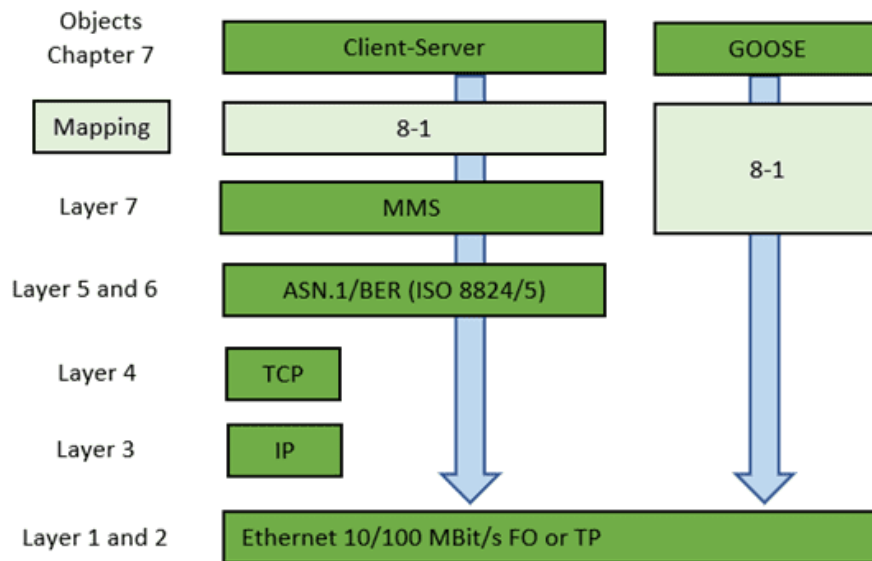 Objects
Chapter 7
Client-Server
GOOSE
Mapping
8-1
8-1
Layer 7
MMS
Layer 5 and 6
ASN.1/BER (ISO 8824/5)
Layer 4
TCP
Layer 3
IP
Layer 1 and 2
Ethernet 10/100 MBit/s FO or TP